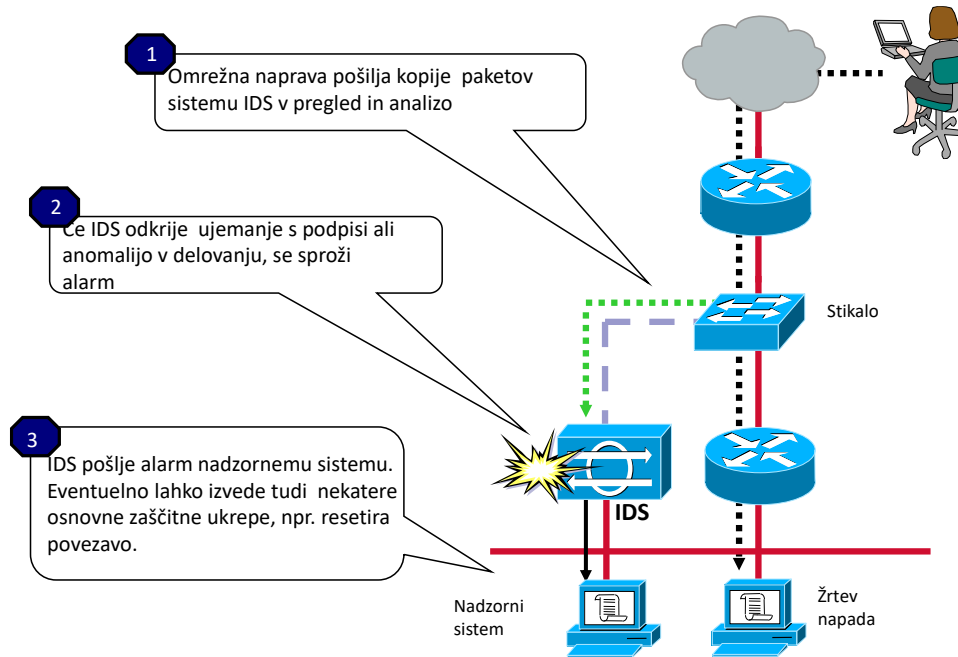 1
Omrežna naprava pošilja kopije paketov
sistemu IDS v pregled in analizo
2
Če IDS odkrije ujemanje s podpisi ali
anomalijo v delovanju, se sproži
alarm
Stikalo
3
IDS pošlje alarm nadzornemu sistemu.
Eventuelno lahko izvede tudi nekatere
osnovne zaščitne ukrepe, npr. resetira
povezavo.
IDS
Nadzorni
sistem
Žrtev
napada